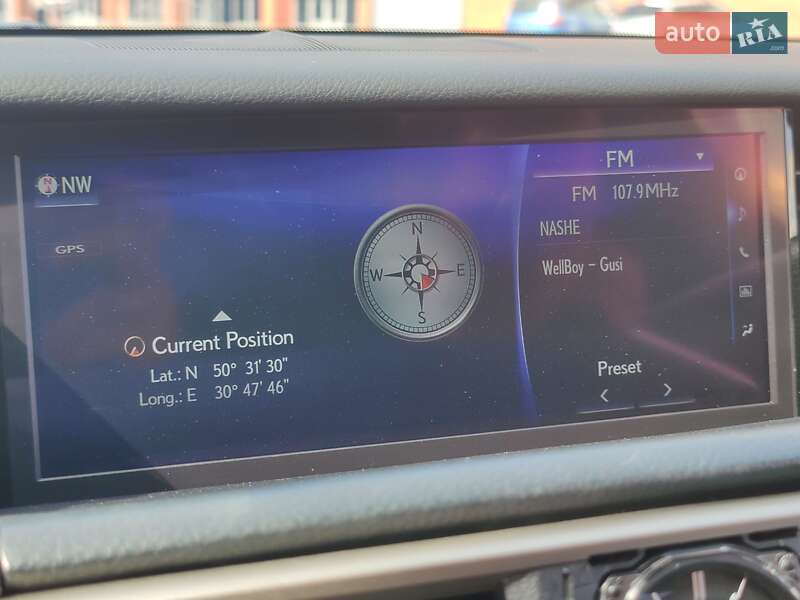 auto RIA .com
NW
GPS
N
W E
S
Current Position
Lat.: N 50° 31' 30"
Long.: E 30° 47' 46"
FM
FM 107.9MHz
NASHE
WellBoy – Gusi
Preset